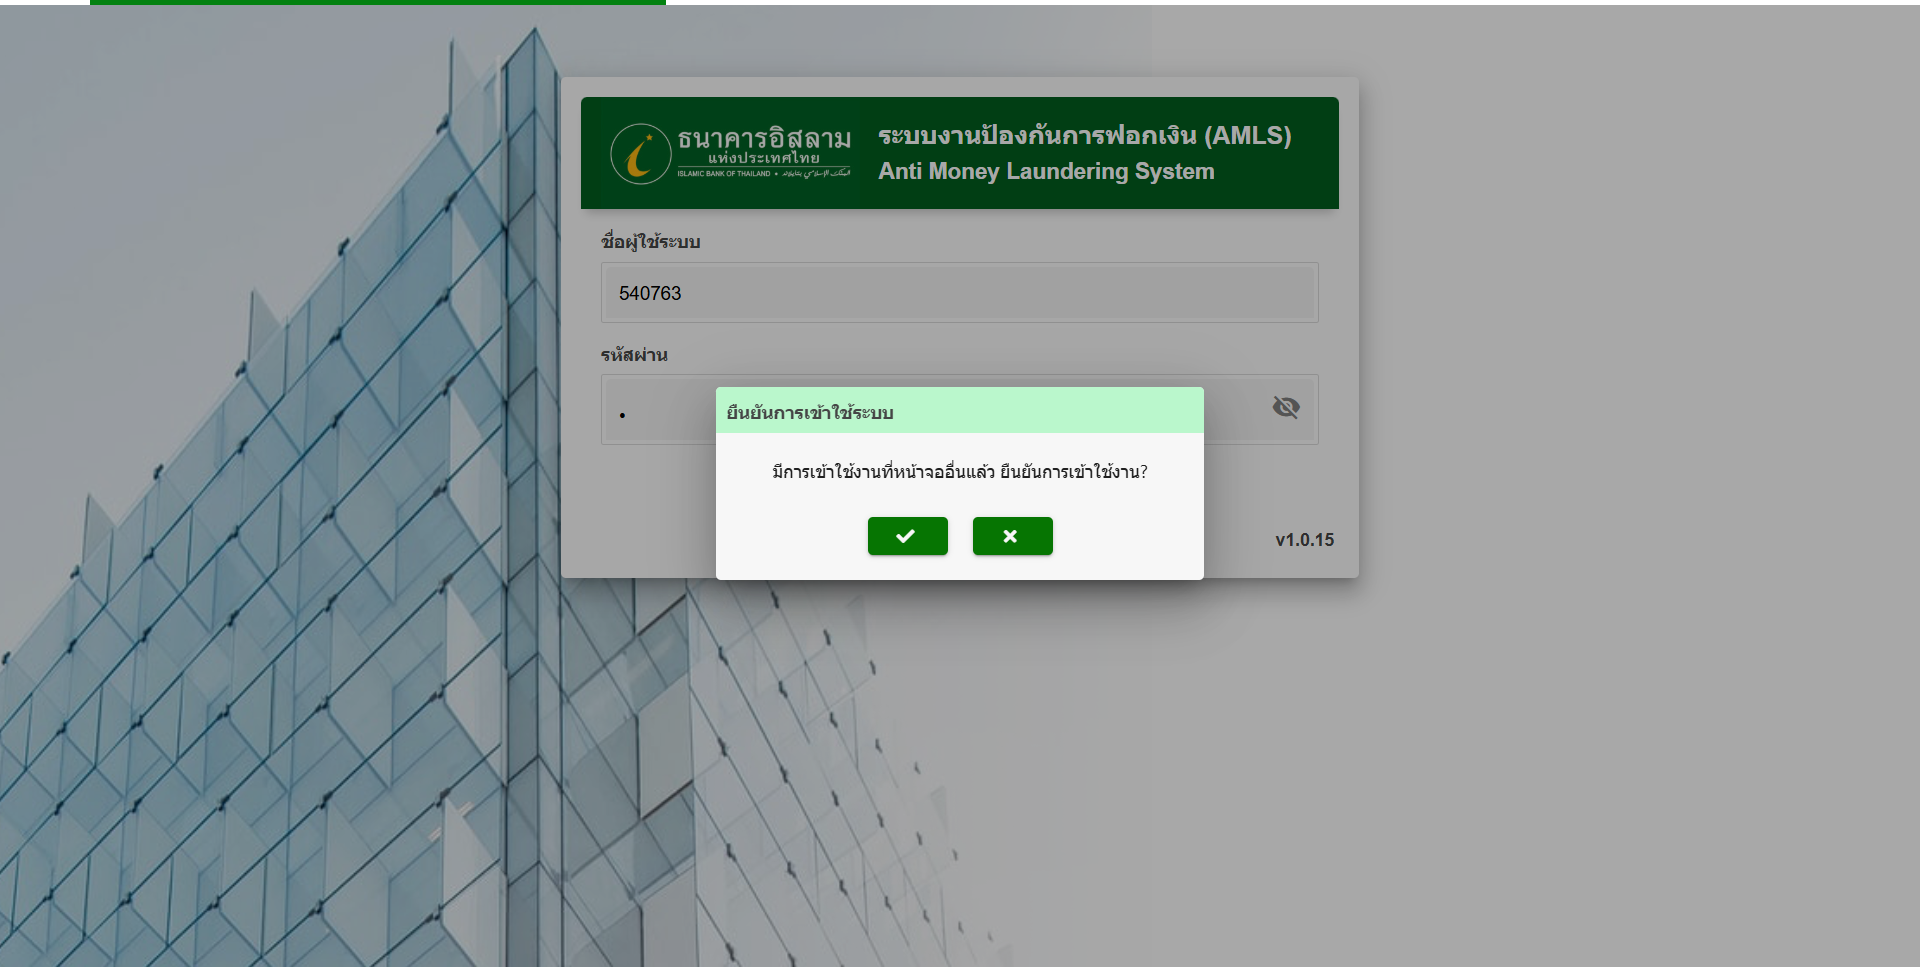 ธนาคารอิสลาม
แห่งประเทศไทย
ISLAMIC BANK OF THAILAND •
ระบบงานป้องกันการฟอกเงิน (AMLS)
Anti Money Laundering System
ชื่อผู้ใช้ระบบ
540763
รหัสผ่าน
ยืนยันการเข้าใช้ระบบ
มีการเข้าใช้งานที่หน้าจออื่นแล้ว ยืนยันการเข้าใช้งาน?
v1.0.15